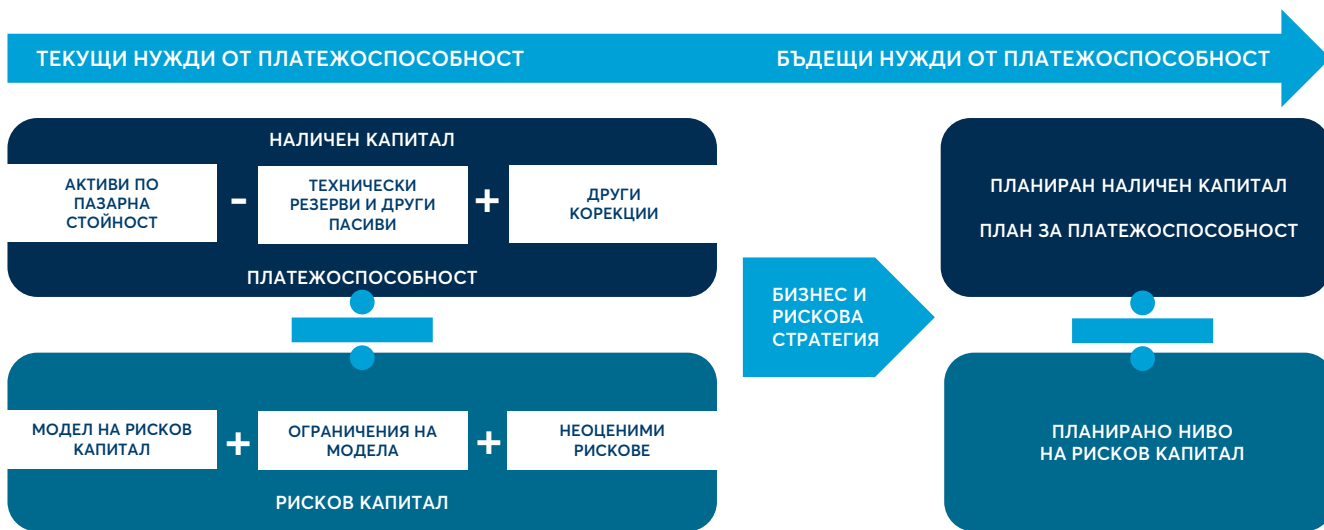 ТЕКУЩИ НУЖДИ ОТ ПЛАТЕЖОСПОСОБНОСТ
БЪДЕЩИ НУЖДИ ОТ ПЛАТЕЖОСПОСОБНОСТ
НАЛИЧЕН КАПИТАЛ
АКТИВИ ПО
ПАЗАРНА
СТОЙНОСТ
-
ТЕХНИЧЕСКИ
РЕЗЕРВИ И ДРУГИ
ПАСИВИ
+
ДРУГИ
КОРЕКЦИИ
ПЛАТЕЖОСПОСОБНОСТ
МОДЕЛ НА РИСКОВ
КАПИТАЛ
+
ОГРАНИЧЕНИЯ НА
МОДЕЛА
+
НЕОЦЕНИМИ
РИСКОВЕ
РИСКОВ КАПИТАЛ
БИЗНЕС И
РИСКОВА
СТРАТЕГИЯ
ПЛАНИРАН НАЛИЧЕН КАПИТАЛ
ПЛАН ЗА ПЛАТЕЖОСПОСОБНОСТ
ПЛАНИРАНО НИВО
НА РИСКОВ КАПИТАЛ